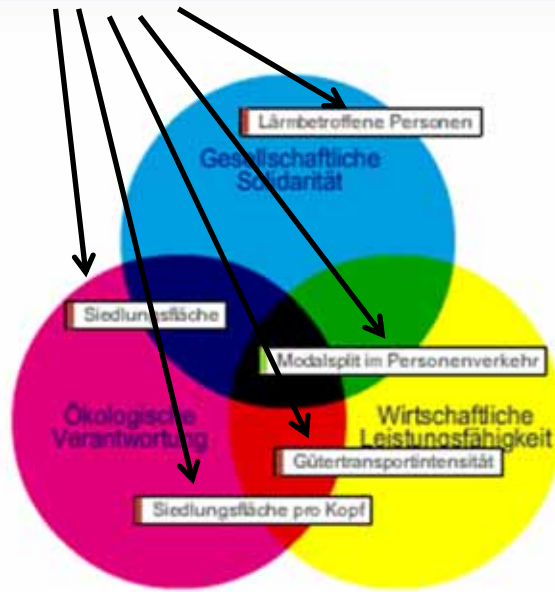 Lärmbetroffene Personen
Gesellschaftliche
Solidarität
Siedlungsfläche
Modalsplit im Personenverkehr
Ökologische
Verantwortung
Wirtschaftliche
Leistungsfähigkeit
Gütertransportintensität
Siedlungsfläche pro Kopf